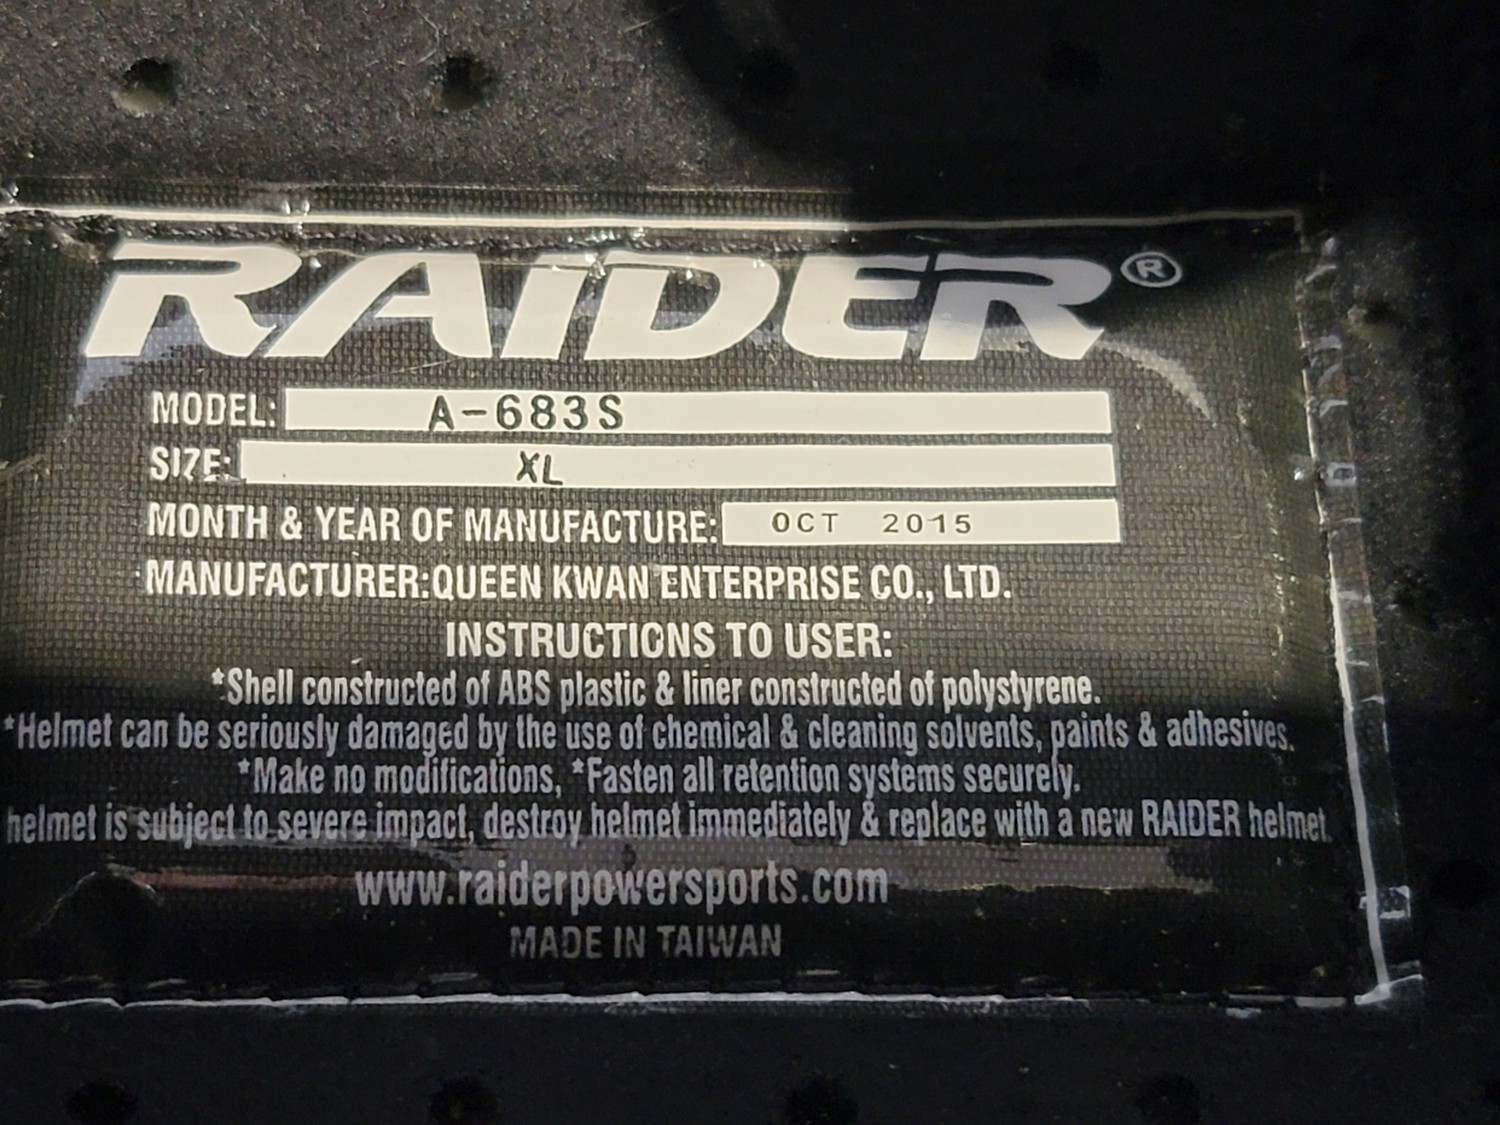 RAIDER®
MODEL: A-683S
SIZE: XL
MONTH & YEAR OF MANUFACTURE: OCT 2015
MANUFACTURER:QUEEN KWAN ENTERPRISE CO., LTD.
INSTRUCTIONS TO USER:
*Shell constructed of ABS plastic & liner constructed of polystyrene.
*Helmet can be seriously damaged by the use of chemical & cleaning solvents, paints & adhesives.
*Make no modifications, *Fasten all retention systems securely.
helmet is subject to severe impact, destroy helmet immediately & replace with a new RAIDER helmet.
www.raiderpowersports.com
MADE IN TAIWAN